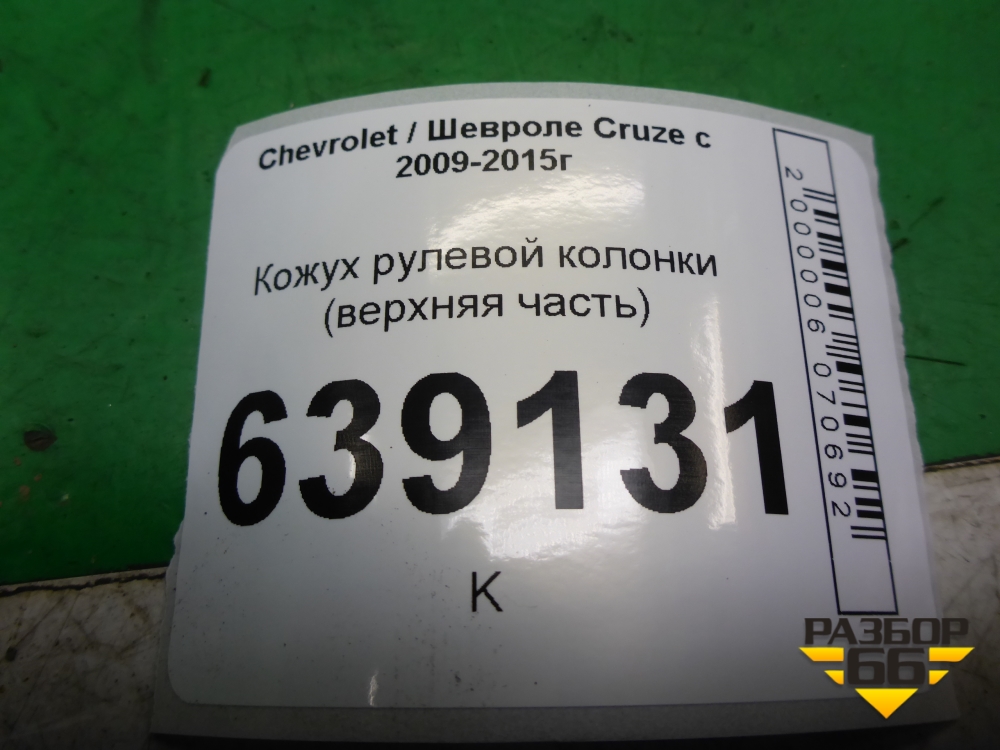 Chevrolet / Шевроле Cruze с
2009-2015г
Кожух рулевой колонки
(верхняя часть)
639131
К
2000006070692
РАЗБОР
66